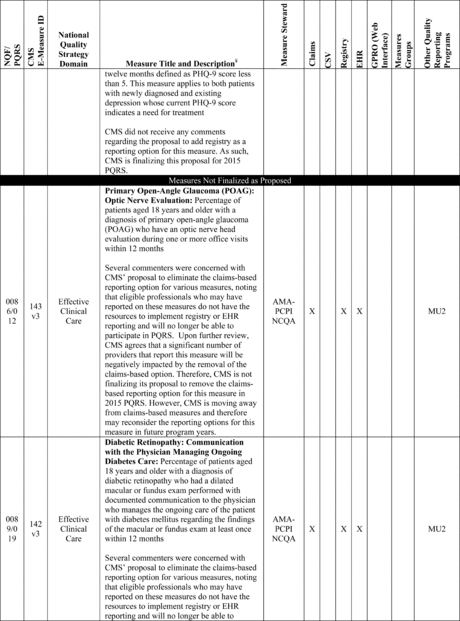 NQF/
PQRS
CMS
E-Measure ID
National
Quality
Strategy
Domain
Measure Title and Description§
Measure Steward
Claims
CSV
Registry
EHR
GPRO (Web
Interface)
Measures
Groups
Other Quality
Reporting
Programs
twelve months defined as PHQ-9 score less
than 5. This measure applies to both patients
with newly diagnosed and existing
depression whose current PHQ-9 score
indicates a need for treatment
CMS did not receive any comments
regarding the proposal to add registry as a
reporting option for this measure. As such,
CMS is finalizing this proposal for 2015
PQRS.
Measures Not Finalized as Proposed
008
6/0
12
143
v3
Effective
Clinical
Care
Primary Open-Angle Glaucoma (POAG):
Optic Nerve Evaluation: Percentage of
patients aged 18 years and older with a
diagnosis of primary open-angle glaucoma
(POAG) who have an optic nerve head
evaluation during one or more office visits
within 12 months
Several commenters were concerned with
CMS' proposal to eliminate the claims-based
reporting option for various measures, noting
that eligible professionals who may have
reported on these measures do not have the
resources to implement registry or EHR
reporting and will no longer be able to
participate in PQRS. Upon further review,
CMS agrees that a significant number of
providers that report this measure will be
negatively impacted by the removal of the
claims-based option. Therefore, CMS is not
finalizing its proposal to remove the claims-
based reporting option for this measure in
2015 PQRS. However, CMS is moving away
from claims-based measures and therefore
may reconsider the reporting options for this
measure in future program years.
AMA-
PCPI
NCQA
X
X
X
MU2
008
9/0
19
142
v3
Effective
Clinical
Care
Diabetic Retinopathy: Communication
with the Physician Managing Ongoing
Diabetes Care: Percentage of patients aged
18 years and older with a diagnosis of
diabetic retinopathy who had a dilated
macular or fundus exam performed with
documented communication to the physician
who manages the ongoing care of the patient
with diabetes mellitus regarding the findings
of the macular or fundus exam at least once
within 12 months
Several commenters were concerned with
CMS' proposal to eliminate the claims-based
reporting option for various measures, noting
that eligible professionals who may have
reported on these measures do not have the
resources to implement registry or EHR
reporting and will no longer be able to
AMA-
PCPI
NCQA
X
X
X
MU2